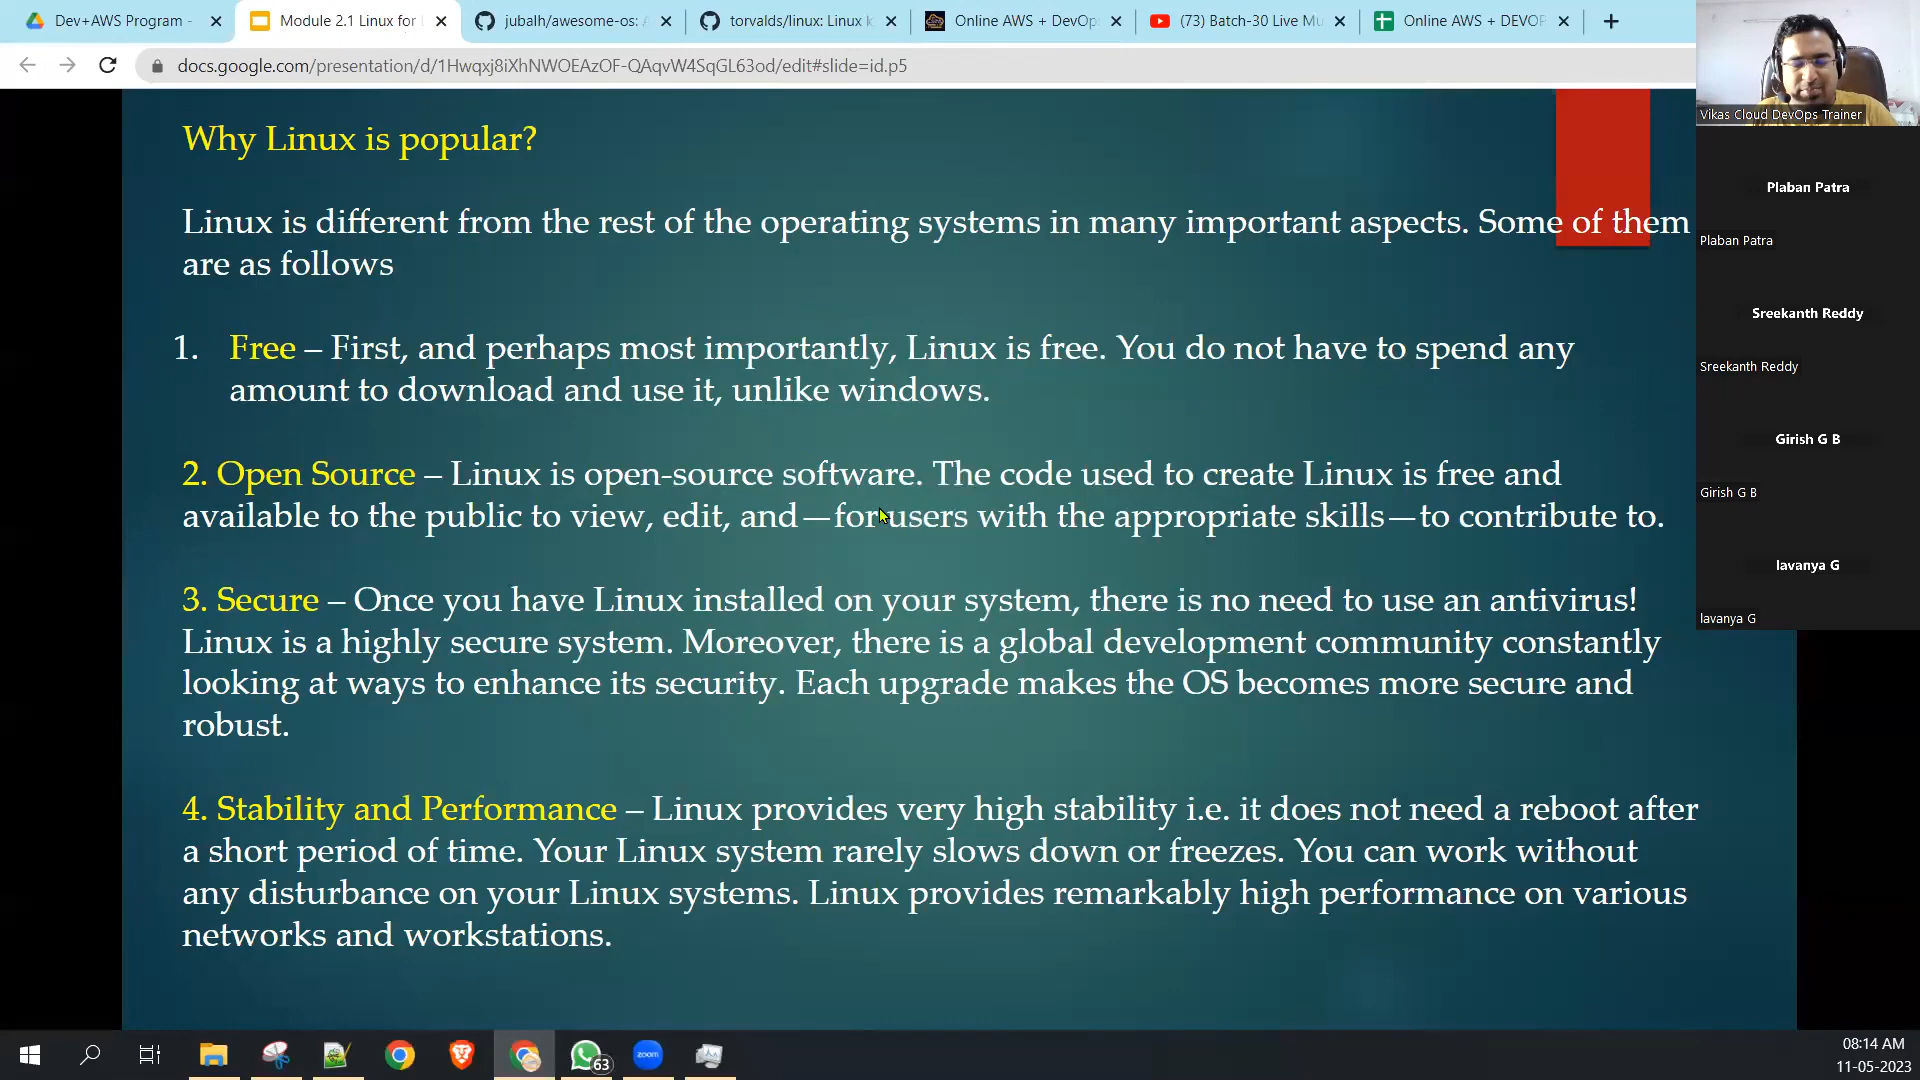 Dev+AWS Program -
Module 2.1 Linux for
jubalh/awesome-os: A
torvalds/linux: Linux k
Online AWS + DevOp
(73) Batch-30 Live Mu
Online AWS + DEVOP
docs.google.com/presentation/d/1Hwqxj8iXhNWOEAzOF-QAqvW4SqGL63od/edit#slide=id.p5
Vikas Cloud DevOps Trainer
Plaban Patra
Plaban Patra
Sreekanth Reddy
Sreekanth Reddy
Girish G B
Girish G B
lavanya G
lavanya G
Why Linux is popular?
Linux is different from the rest of the operating systems in many important aspects. Some of them
are as follows
1. Free – First, and perhaps most importantly, Linux is free. You do not have to spend any
amount to download and use it, unlike windows.
2. Open Source – Linux is open-source software. The code used to create Linux is free and
available to the public to view, edit, and—for users with the appropriate skills—to contribute to.
3. Secure – Once you have Linux installed on your system, there is no need to use an antivirus!
Linux is a highly secure system. Moreover, there is a global development community constantly
looking at ways to enhance its security. Each upgrade makes the OS becomes more secure and
robust.
4. Stability and Performance – Linux provides very high stability i.e. it does not need a reboot after
a short period of time. Your Linux system rarely slows down or freezes. You can work without
any disturbance on your Linux systems. Linux provides remarkably high performance on various
networks and workstations.
63
zoom
08:14 AM
11-05-2023